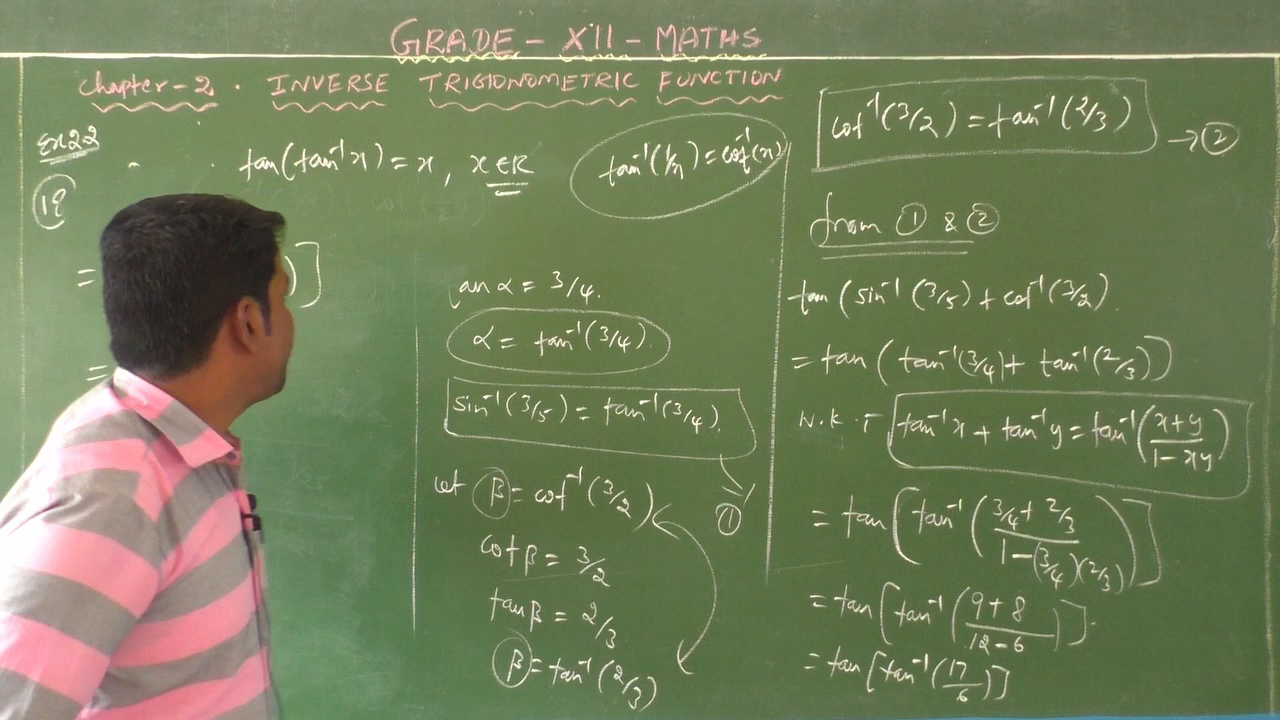 GRADE - XII - MATHS
Chapter-2. INVERSE TRIGIONOMETRIC FUNCTION
Ex 2.2
tan(tan⁻¹x) = x, x ∈ R
tan⁻¹(1/x) = cot⁻¹(x)
= )]
=
tan α = 3/4.
α = tan⁻¹(3/4).
sin⁻¹(3/5) = tan⁻¹(3/4).
①
let β = cot⁻¹(3/2)
cot β = 3/2
tan β = 2/3
β = tan⁻¹(2/3)
cot⁻¹(3/2) = tan⁻¹(2/3) → ②
from ① & ②
tan(sin⁻¹(3/5) + cot⁻¹(3/2)).
= tan(tan⁻¹(3/4) + tan⁻¹(2/3))
W.K.T tan⁻¹x + tan⁻¹y = tan⁻¹((x+y)/(1-xy))
= tan[tan⁻¹((3/4 + 2/3)/(1-(3/4)(2/3)))]
= tan[tan⁻¹((9+8)/(12-6))].
= tan[tan⁻¹(17/6)]